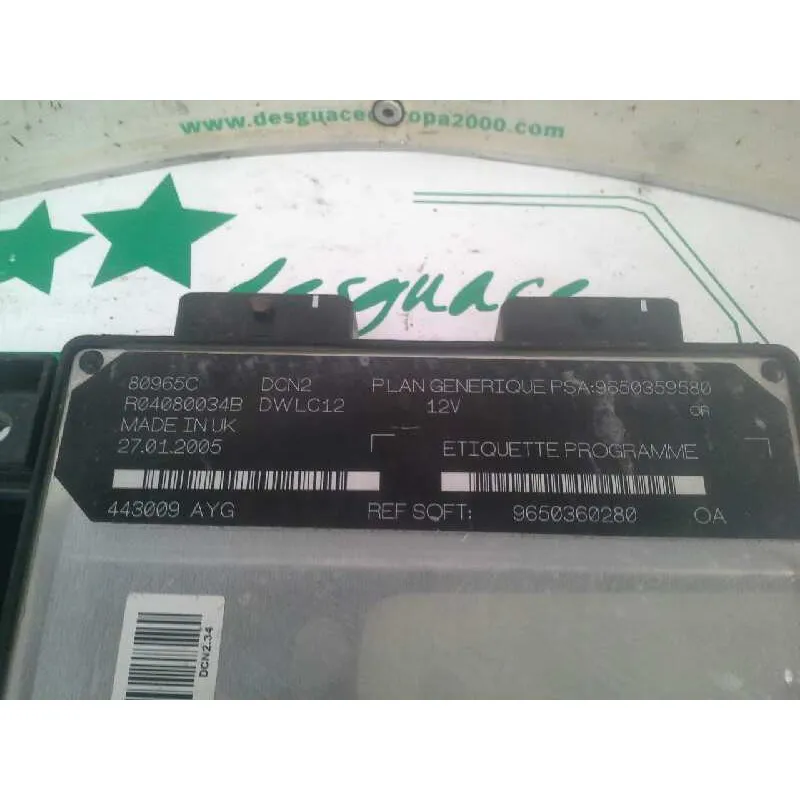 www.desguace opa2000.com
desguace
80965C DCN2 PLAN GENERIQUE PSA:9650359580
R04080034B DWLC12 12V OR
MADE IN UK
27.01.2005 ETIQUETTE PROGRAMME
443009 AYG REF SOFT: 9650360280 OA
DCN2.34